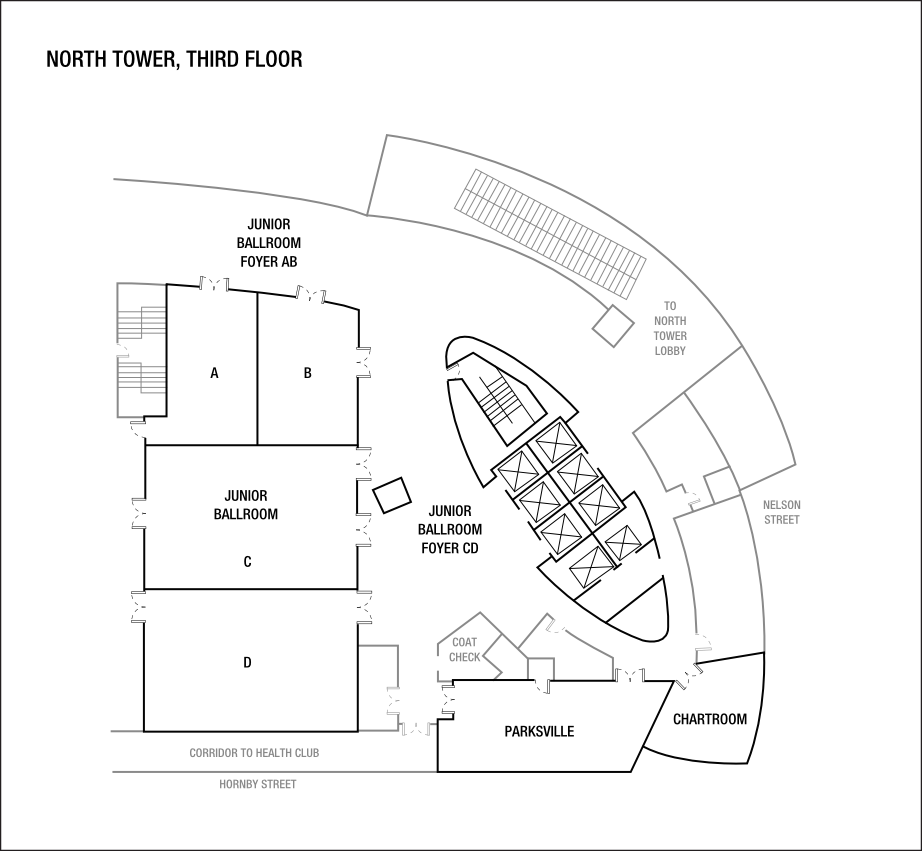 NORTH TOWER, THIRD FLOOR
JUNIOR
BALLROOM
FOYER AB
TO
NORTH
TOWER
LOBBY
A
B
JUNIOR
BALLROOM
C
JUNIOR
BALLROOM
FOYER CD
NELSON
STREET
COAT
CHECK
D
PARKSVILLE
CHARTROOM
CORRIDOR TO HEALTH CLUB
HORNBY STREET